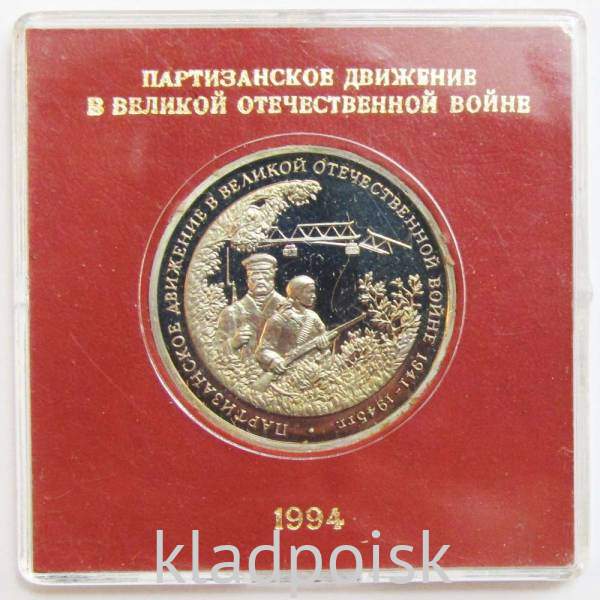 ПАРТИЗАНСКОЕ ДВИЖЕНИЕ
В ВЕЛИКОЙ ОТЕЧЕСТВЕННОЙ ВОЙНЕ
ПАРТИЗАНСКОЕ ДВИЖЕНИЕ В ВЕЛИКОЙ ОТЕЧЕСТВЕННОЙ ВОЙНЕ 1941-1945гг.
1994
kladpoisk